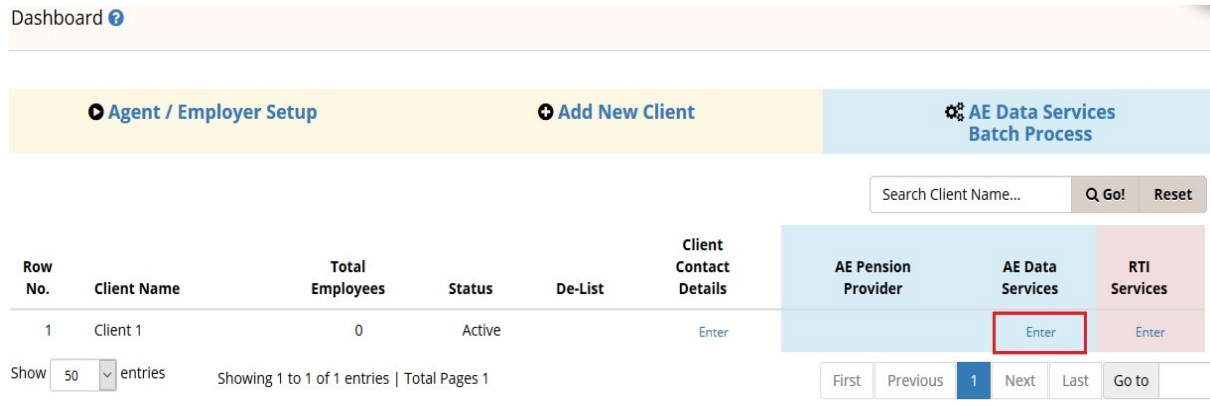 Dashboard
Agent / Employer Setup
Add New Client
AE Data Services
Batch Process
Search Client Name...
Go!
Reset
Row No.
Client Name
Total Employees
Status
De-List
Client Contact Details
AE Pension Provider
AE Data Services
RTI Services
1
Client 1
0
Active
Enter
Enter
Enter
Show 50 entries
Showing 1 to 1 of 1 entries | Total Pages 1
First
Previous
1
Next
Last
Go to